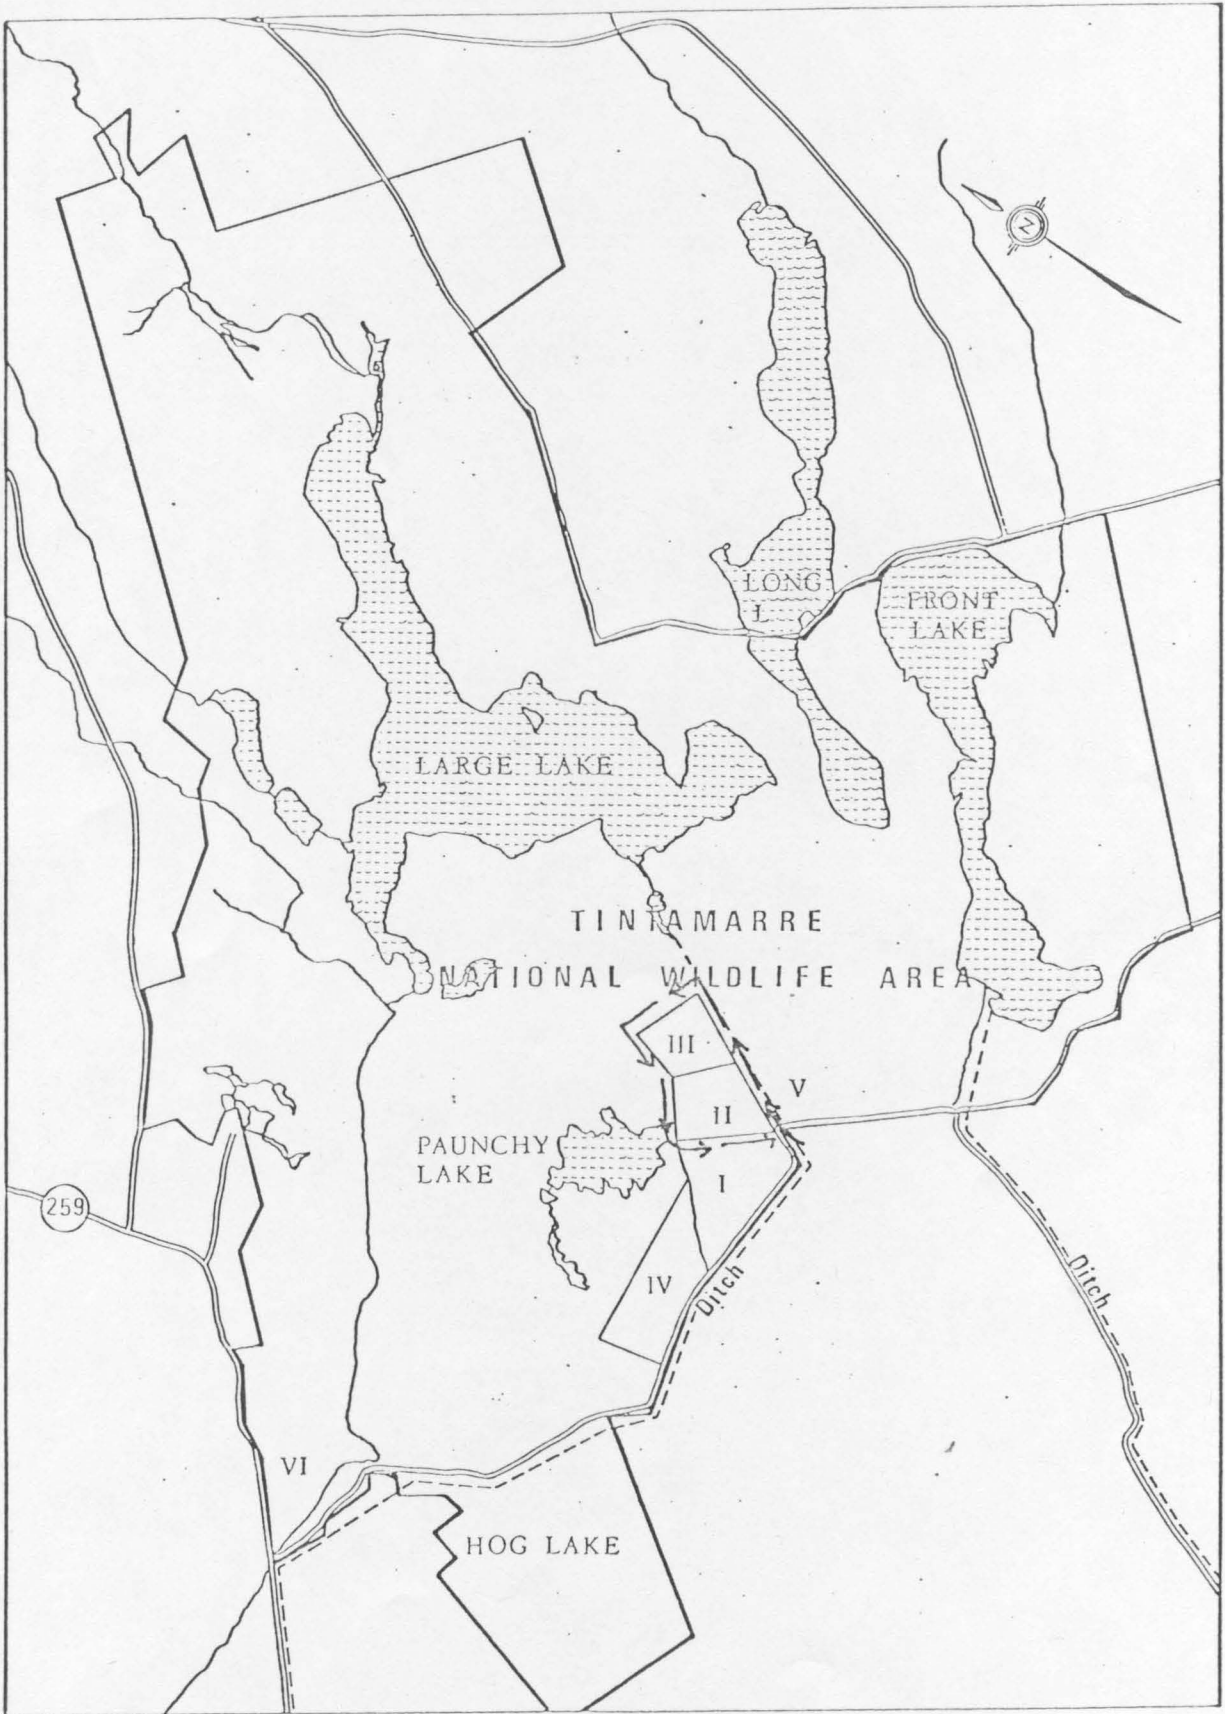 N
LONG
L
FRONT
LAKE
LARGE LAKE
TINTAMARRE
NATIONAL WILDLIFE AREA
III
V
II
PAUNCHY
LAKE
I
259
IV
Ditch
Ditch
VI
HOG LAKE